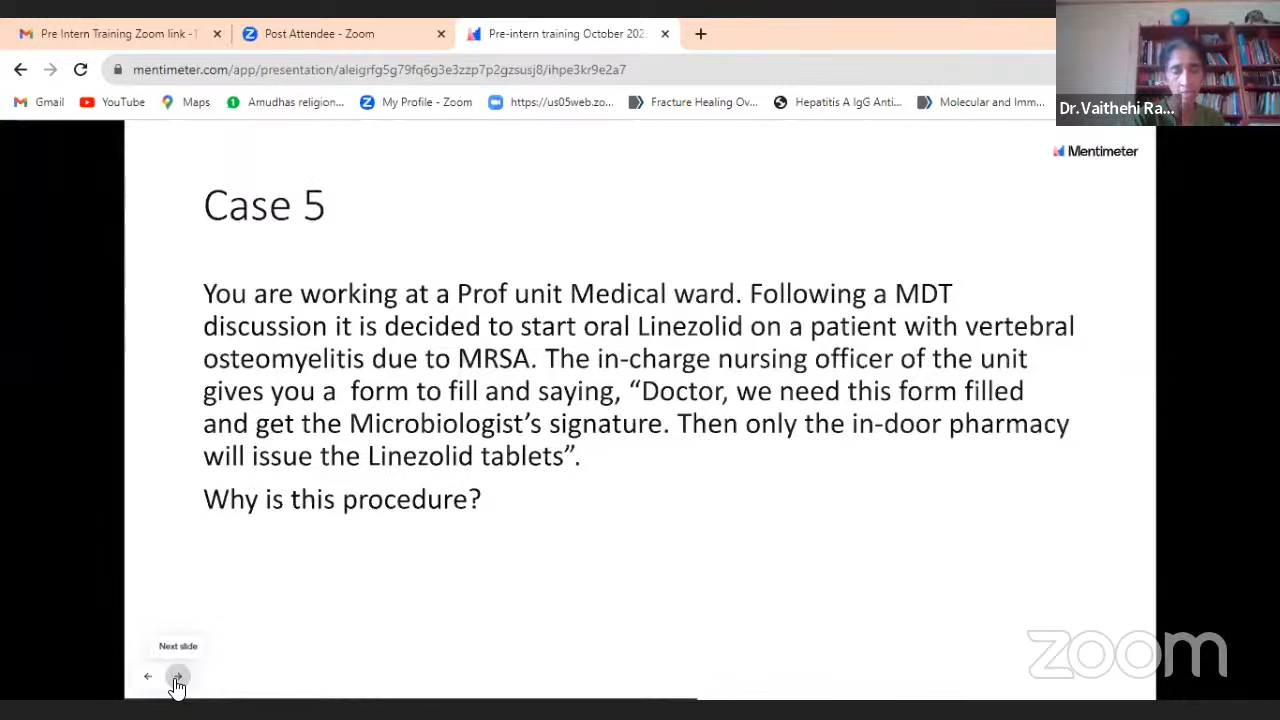 Pre Intern Training Zoom link - 1
Post Attendee - Zoom
Pre-intern training October 202
mentimeter.com/app/presentation/aleigrfg5g79fq6g3e3zzp7p2gzsusj8/ihpe3kr9e2a7
Gmail
YouTube
Maps
Amudhas religion...
My Profile - Zoom
https://us05web.zo...
Fracture Healing Ov...
Hepatitis A IgG Anti...
Molecular and Imm...
Dr.Vaithehi Ra...
Mentimeter
Case 5
You are working at a Prof unit Medical ward. Following a MDT
discussion it is decided to start oral Linezolid on a patient with vertebral
osteomyelitis due to MRSA. The in-charge nursing officer of the unit
gives you a form to fill and saying, “Doctor, we need this form filled
and get the Microbiologist’s signature. Then only the in-door pharmacy
will issue the Linezolid tablets”.
Why is this procedure?
Next slide
zoom